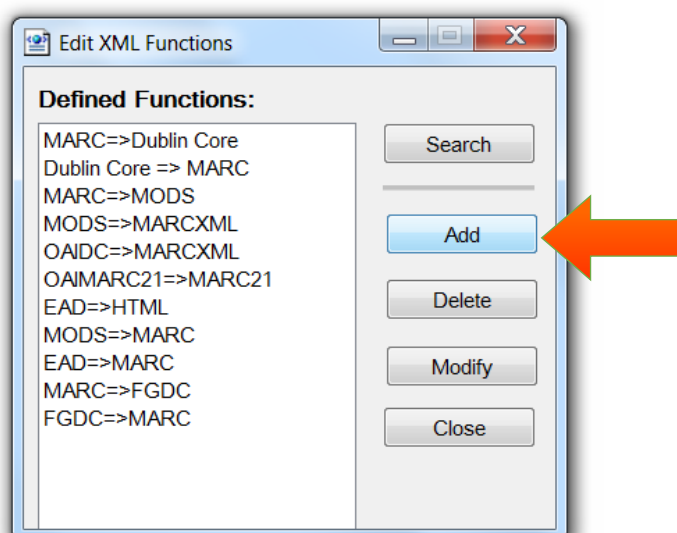 Edit XML Functions
Defined Functions:
MARC=>Dublin Core
Dublin Core => MARC
MARC=>MODS
MODS=>MARCXML
OAIDC=>MARCXML
OAIMARC21=>MARC21
EAD=>HTML
MODS=>MARC
EAD=>MARC
MARC=>FGDC
FGDC=>MARC
Search
Add
Delete
Modify
Close